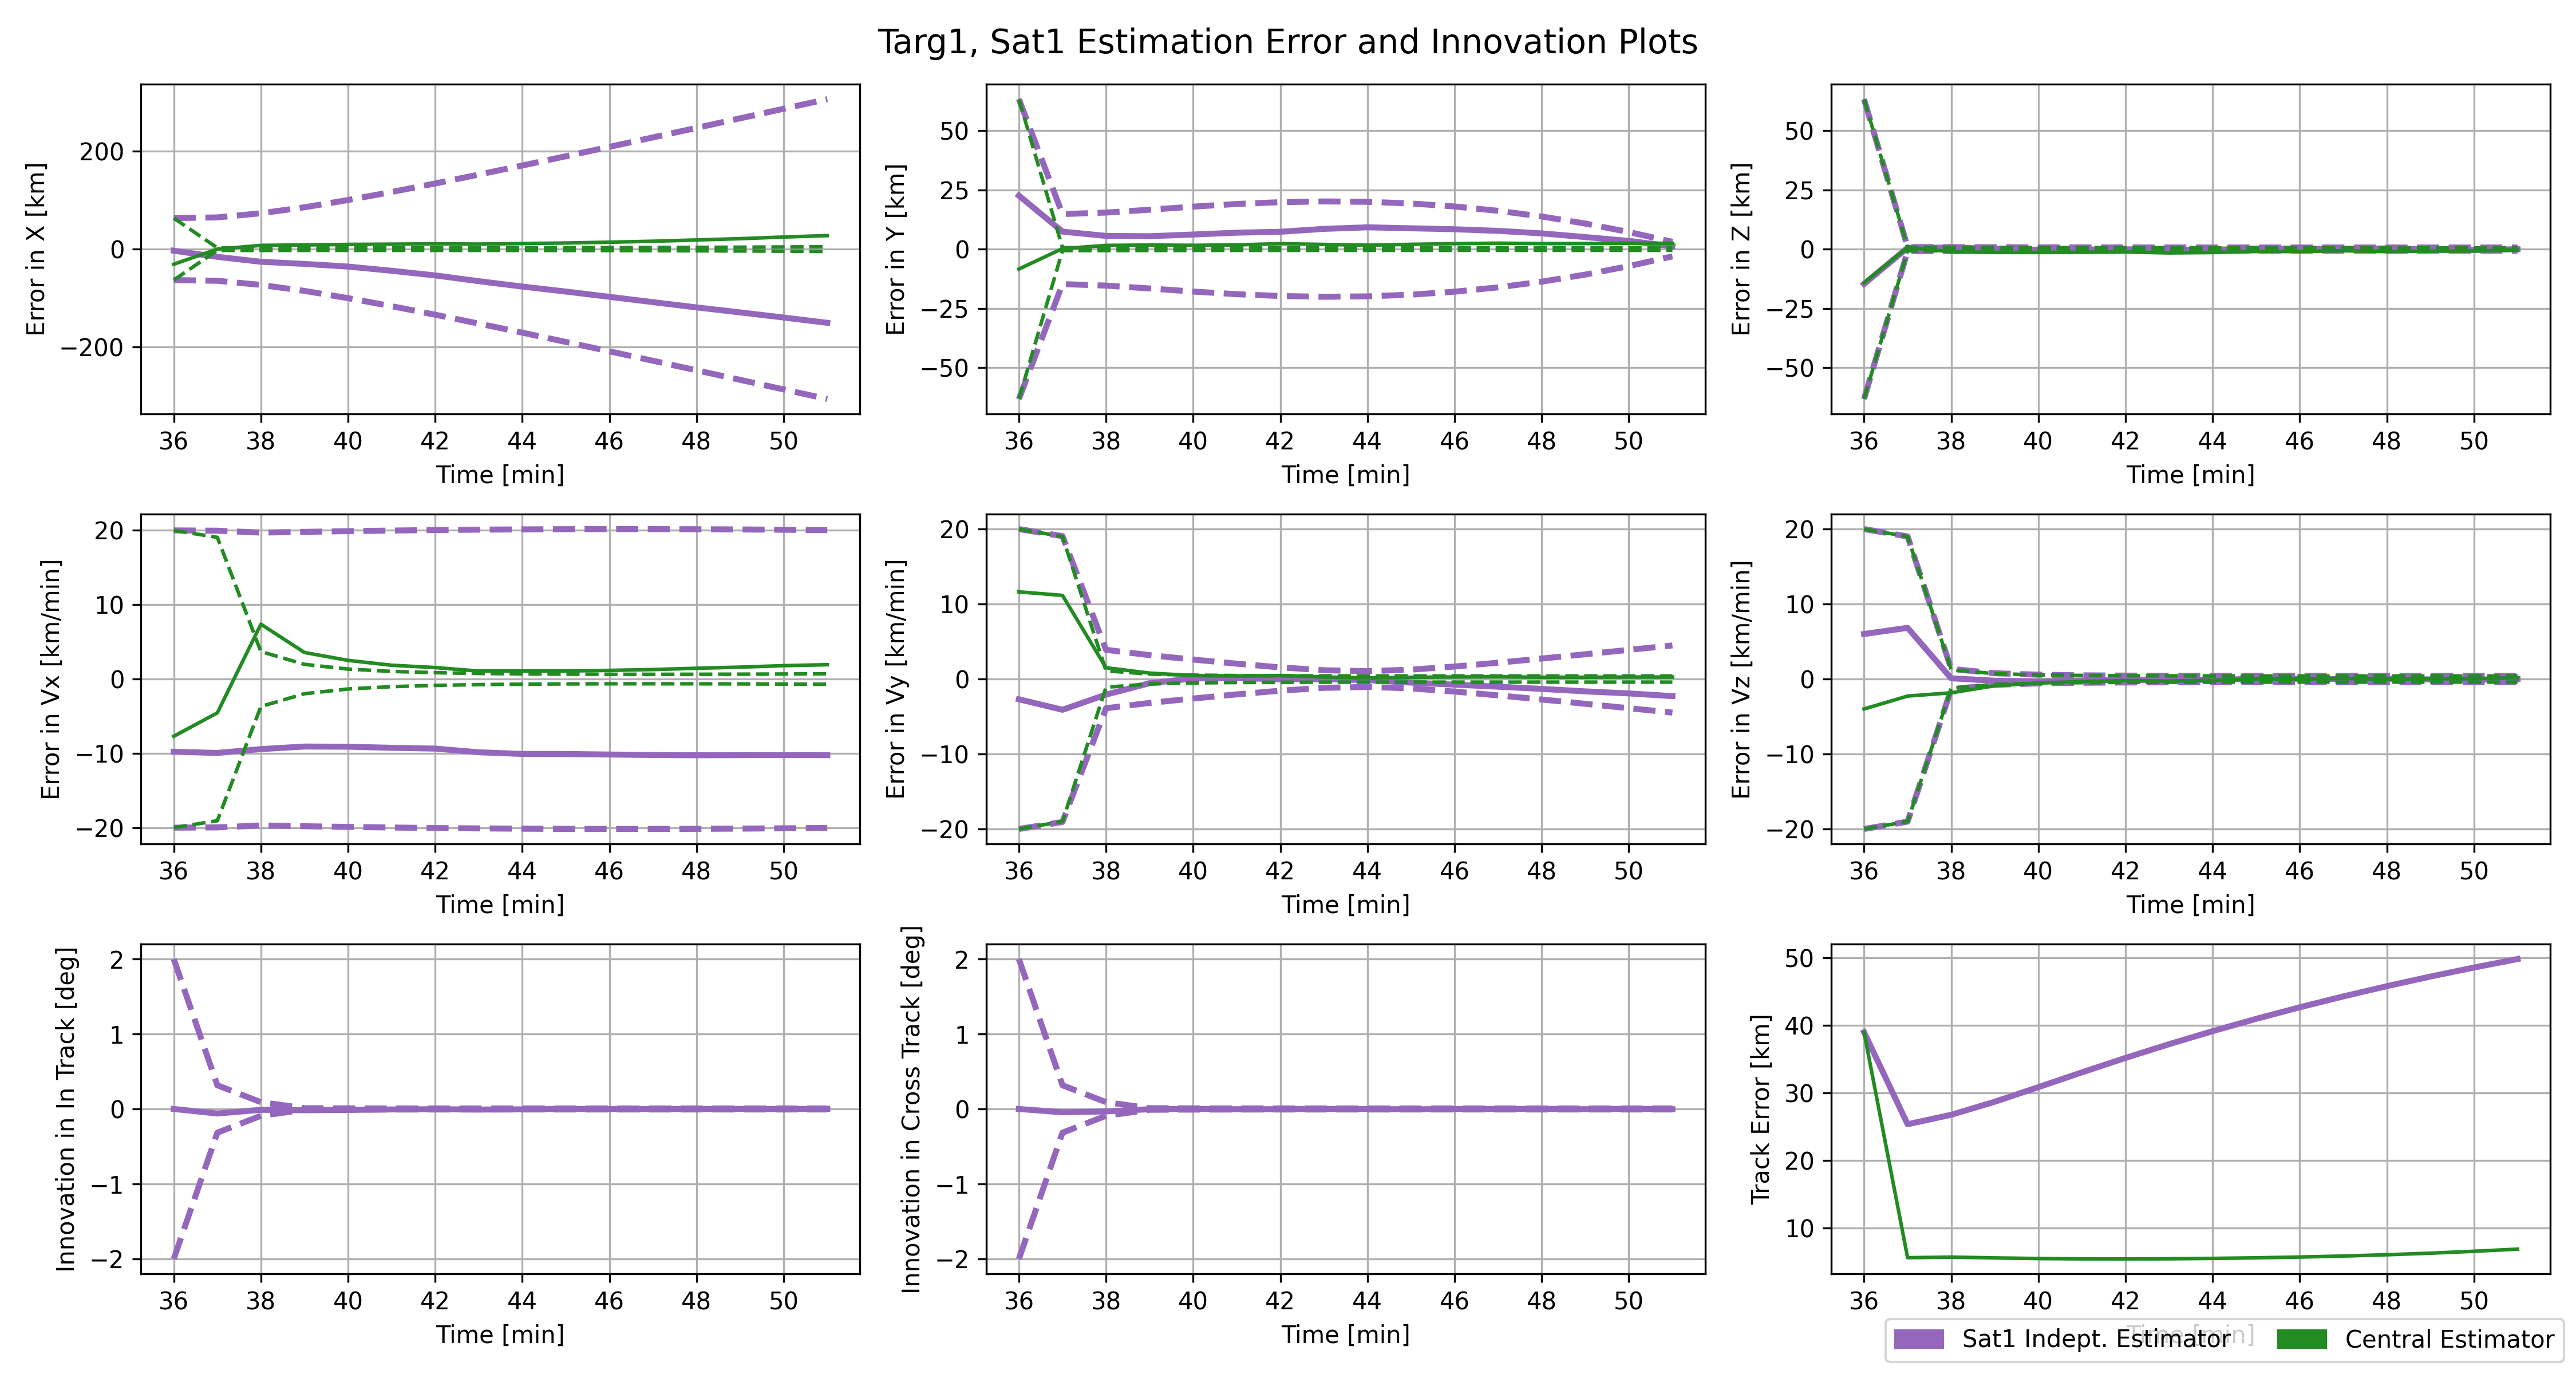 Targ1, Sat1 Estimation Error and Innovation Plots
Error in X [km]
200
0
−200
36 38 40 42 44 46 48 50
Time [min]
Error in Y [km]
50
25
0
−25
−50
36 38 40 42 44 46 48 50
Time [min]
Error in Z [km]
50
25
0
−25
−50
36 38 40 42 44 46 48 50
Time [min]
Error in Vx [km/min]
20
10
0
−10
−20
36 38 40 42 44 46 48 50
Time [min]
Error in Vy [km/min]
20
10
0
−10
−20
36 38 40 42 44 46 48 50
Time [min]
Error in Vz [km/min]
20
10
0
−10
−20
36 38 40 42 44 46 48 50
Time [min]
Innovation in In Track [deg]
2
1
0
−1
−2
36 38 40 42 44 46 48 50
Time [min]
Innovation in Cross Track [deg]
2
1
0
−1
−2
36 38 40 42 44 46 48 50
Time [min]
Track Error [km]
50
40
30
20
10
36 38 40 42 44 46 48 50
Time [min]
Sat1 Indept. Estimator
Central Estimator